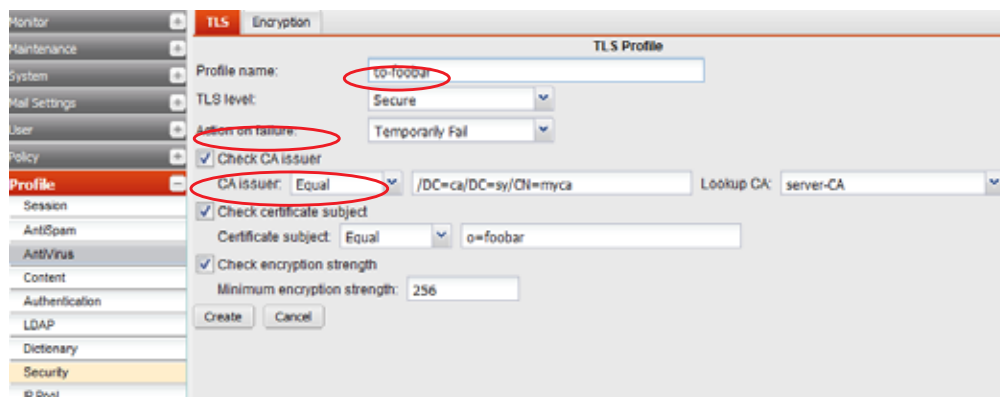 Monitor
Maintenance
System
Mail Settings
User
Policy
Profile
Session
AntiSpam
AntiVirus
Content
Authentication
LDAP
Dictionary
Security
IP Pool
TLS Encryption
TLS Profile
Profile name: to-foobar
TLS level: Secure
Action on failure: Temporarily Fail
Check CA issuer
CA issuer: Equal /DC=ca/DC=sy/CN=myca Lookup CA: server-CA
Check certificate subject
Certificate subject: Equal o=foobar
Check encryption strength
Minimum encryption strength: 256
Create Cancel